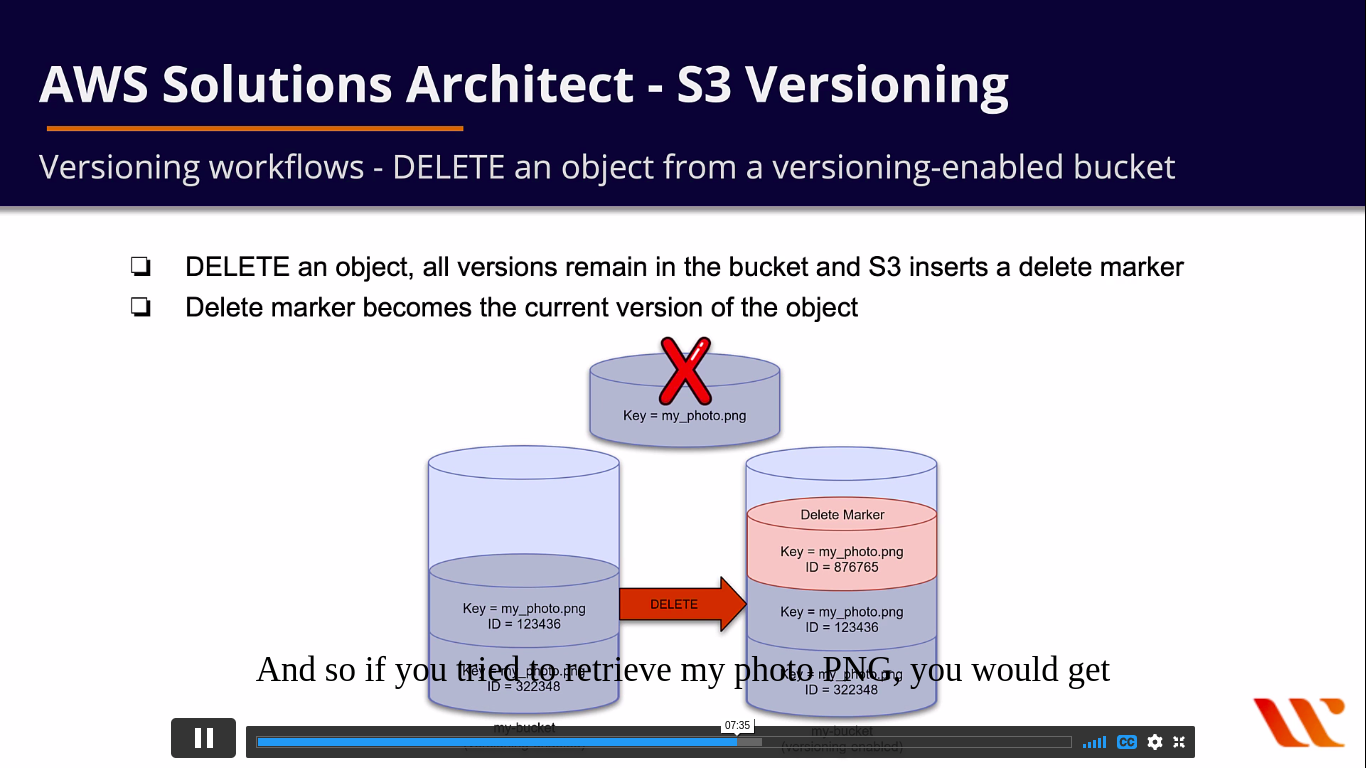 AWS Solutions Architect - S3 Versioning
Versioning workflows - DELETE an object from a versioning-enabled bucket
❏ DELETE an object, all versions remain in the bucket and S3 inserts a delete marker
❏ Delete marker becomes the current version of the object
Key = my_photo.png
Delete Marker
Key = my_photo.png
ID = 876765
Key = my_photo.png
ID = 123436
DELETE
Key = my_photo.png
ID = 123436
Key = my_photo.png
ID = 322348
Key = my_photo.png
ID = 322348
And so if you tried to retrieve my photo PNG, you would get
my-bucket
my-bucket
(versioning enabled)
07:35
CC